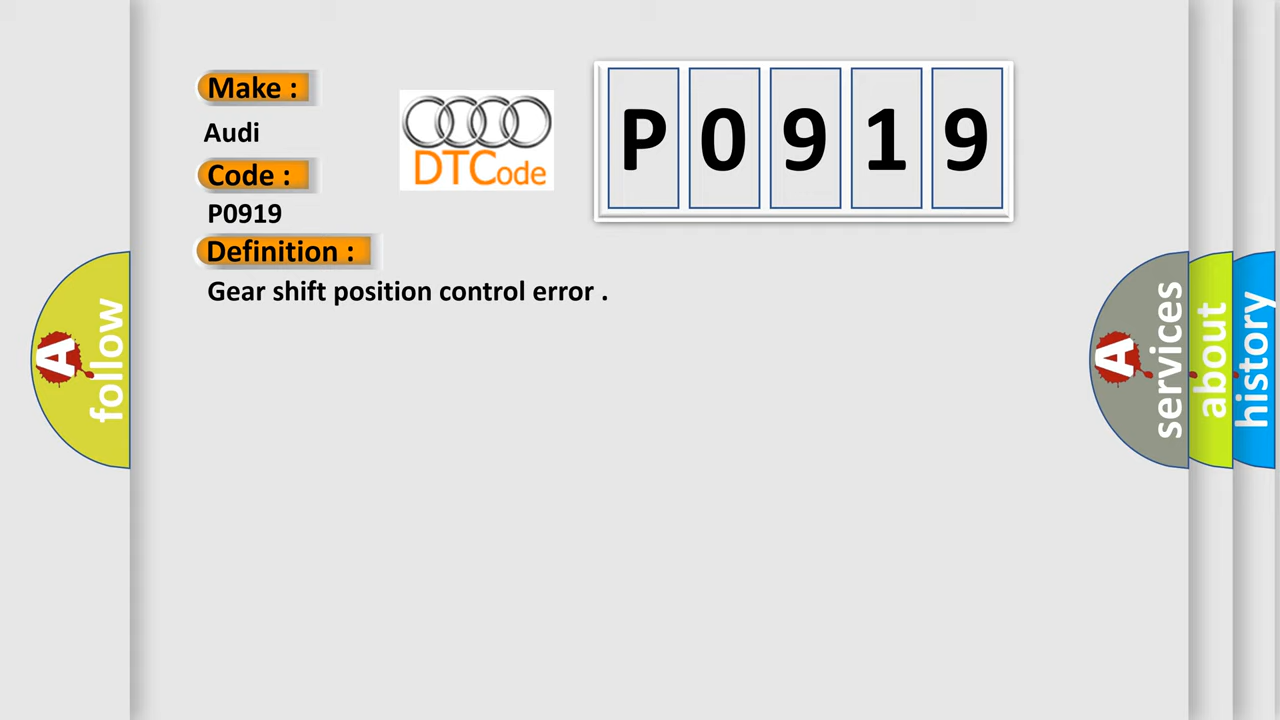 Make :
Audi
Code :
P0919
Definition :
Gear shift position control error .
DTCode
P0919
A follow
A services
about
history